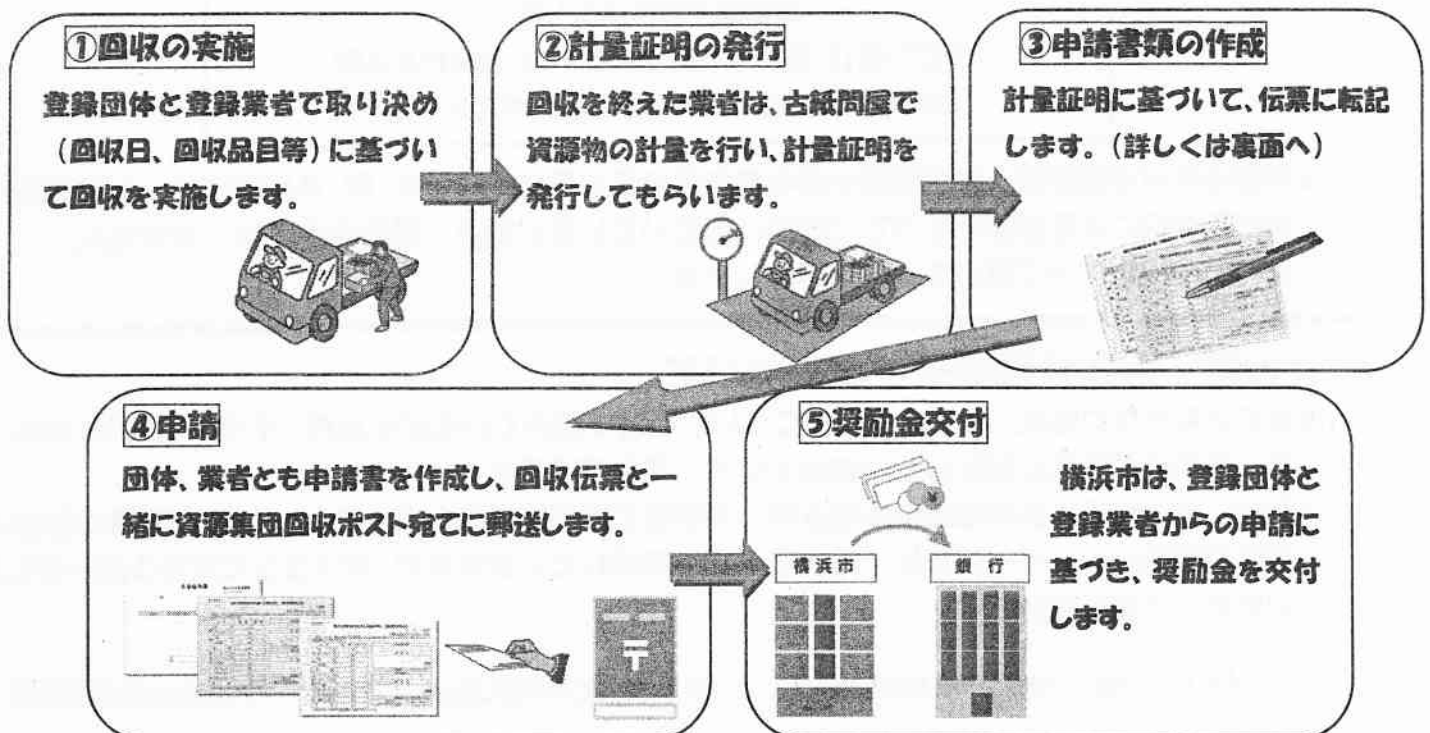 ①回収の実施
登録団体と登録業者で取り決め
（回収日、回収品目等）に基づい
て回収を実施します。
②計量証明の発行
回収を終えた業者は、古紙問屋で
資源物の計量を行い、計量証明を
発行してもらいます。
③申請書類の作成
計量証明に基づいて、伝票に転記
します。（詳しくは裏面へ）
④申請
団体、業者とも申請書を作成し、回収伝票と一
緒に資源集団回収ポスト宛てに郵送します。
〒
⑤奨励金交付
横浜市は、登録団体と
登録業者からの申請に
基づき、奨励金を交付
します。
横浜市
銀行